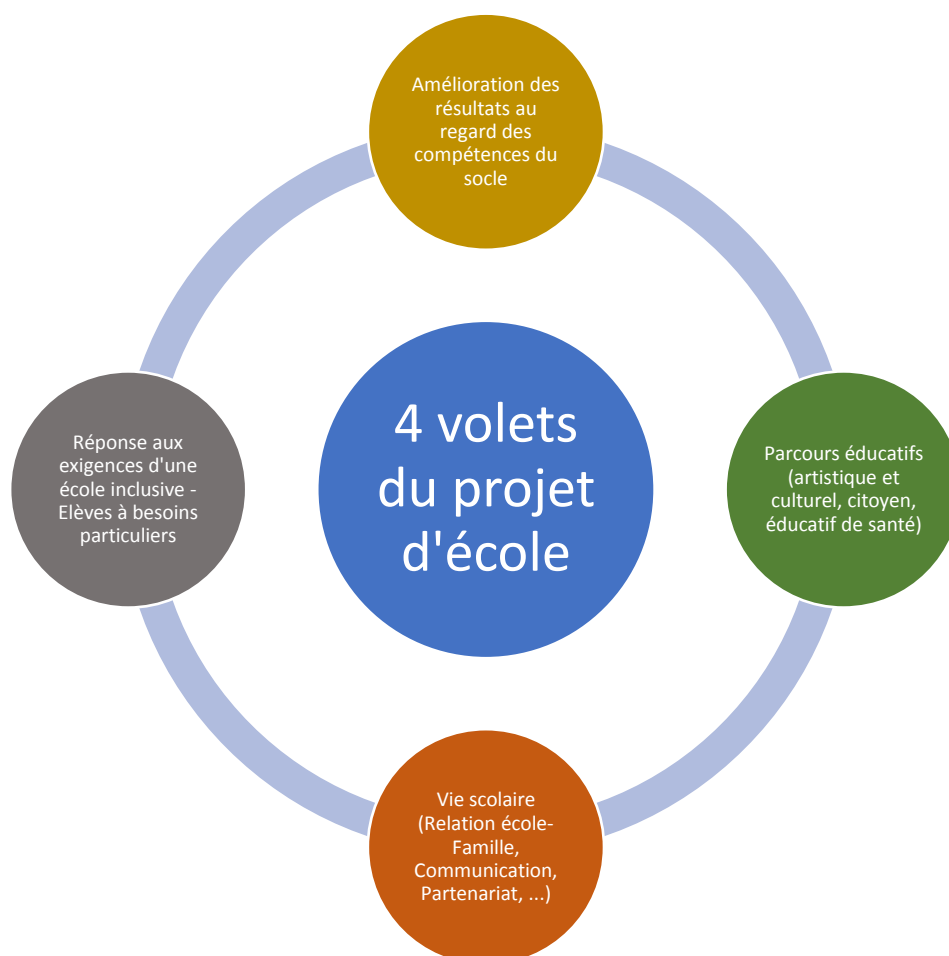 Amélioration des
résultats au
regard des
compétences du
socle
4 volets
du projet
d'école
Réponse aux
exigences d'une
école inclusive -
Elèves à besoins
particuliers
Parcours éducatifs
(artistique et
culturel, citoyen,
éducatif de santé)
Vie scolaire
(Relation école-
Famille,
Communication,
Partenariat, ...)